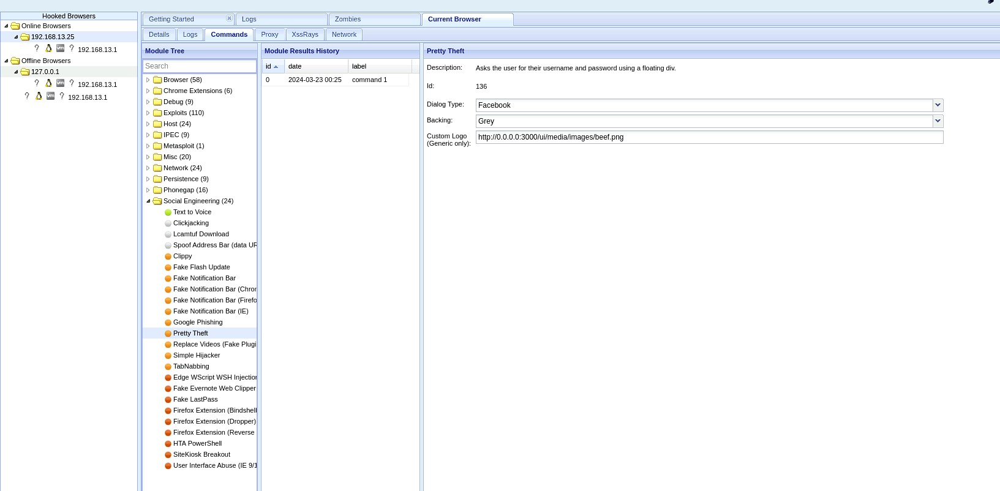 Hooked Browsers
Online Browsers
192.168.13.25
? vm ? 192.168.13.1
Offline Browsers
127.0.0.1
? vm ? 192.168.13.1
? vm ? 192.168.13.1
Getting Started Logs Zombies Current Browser
Details Logs Commands Proxy XssRays Network
Module Tree
Search
Browser (58)
Chrome Extensions (6)
Debug (9)
Exploits (110)
Host (24)
IPEC (9)
Metasploit (1)
Misc (20)
Network (24)
Persistence (9)
Phonegap (16)
Social Engineering (24)
Text to Voice
Clickjacking
Lcamtuf Download
Spoof Address Bar (data UR
Clippy
Fake Flash Update
Fake Notification Bar
Fake Notification Bar (Chror
Fake Notification Bar (Firefo
Fake Notification Bar (IE)
Google Phishing
Pretty Theft
Replace Videos (Fake Plugi
Simple Hijacker
TabNabbing
Edge WScript WSH Injection
Fake Evernote Web Clipper
Fake LastPass
Firefox Extension (Bindshell
Firefox Extension (Dropper)
Firefox Extension (Reverse
HTA PowerShell
SiteKiosk Breakout
User Interface Abuse (IE 9/1
Module Results History
id date label
0 2024-03-23 00:25 command 1
Pretty Theft
Description: Asks the user for their username and password using a floating div.
Id: 136
Dialog Type: Facebook
Backing: Grey
Custom Logo
(Generic only): http://0.0.0.0:3000/ui/media/images/beef.png